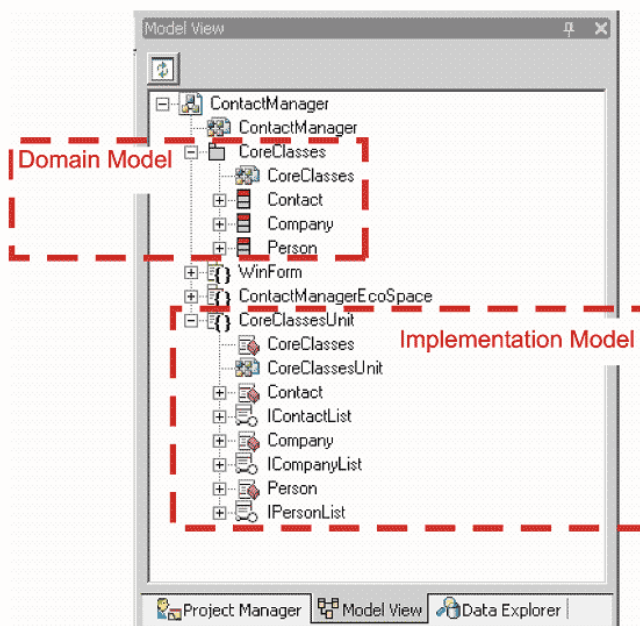 Model View
ContactManager
ContactManager
Domain Model
CoreClasses
CoreClasses
Contact
Company
Person
WinForm
ContactManagerEcoSpace
CoreClassesUnit
Implementation Model
CoreClasses
CoreClassesUnit
Contact
IContactList
Company
ICompanyList
Person
IPersonList
Project Manager Model View Data Explorer